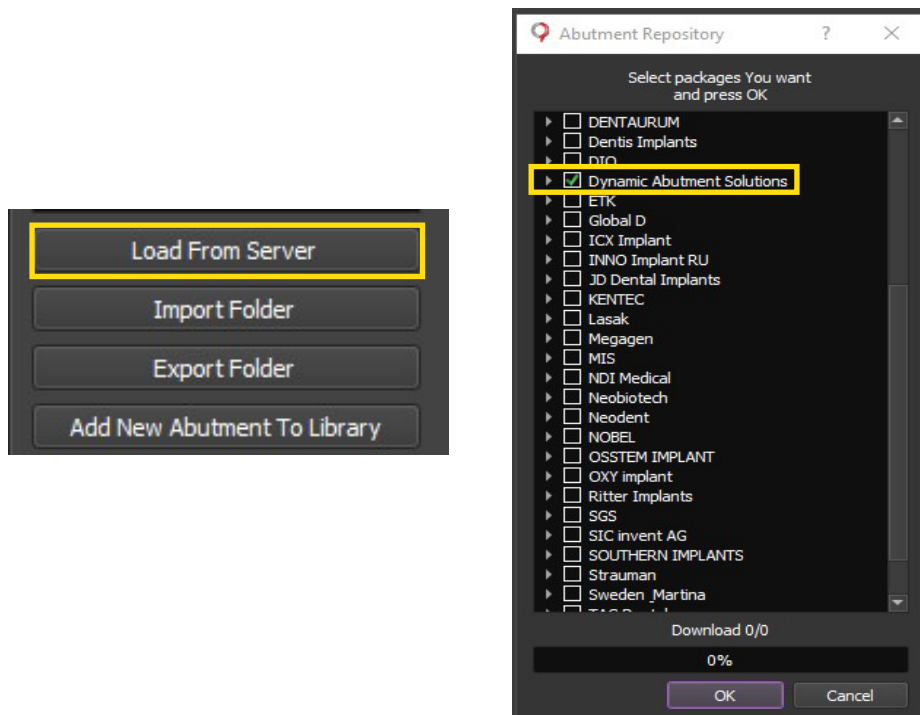 Load From Server
Import Folder
Export Folder
Add New Abutment To Library
Abutment Repository ?
Select packages You want
and press OK
DENTAURUM
Dentis Implants
DIO
Dynamic Abutment Solutions
ETK
Global D
ICX Implant
INNO Implant RU
JD Dental Implants
KENTEC
Lasak
Megagen
MIS
NDI Medical
Neobiotech
Neodent
NOBEL
OSSTEM IMPLANT
OXY implant
Ritter Implants
SGS
SIC invent AG
SOUTHERN IMPLANTS
Strauman
Sweden _Martina
Download 0/0
0%
OK Cancel